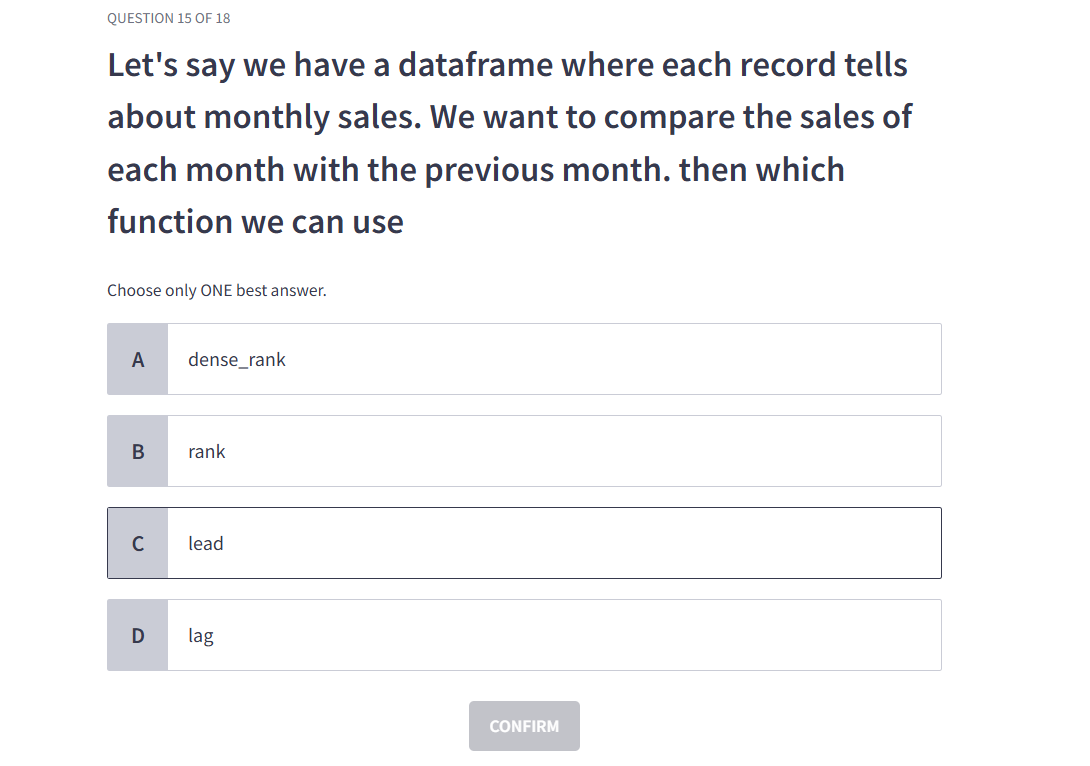 QUESTION 15 OF 18
Let's say we have a dataframe where each record tells
about monthly sales. We want to compare the sales of
each month with the previous month. then which
function we can use
Choose only ONE best answer.
A dense_rank
B rank
C lead
D lag
CONFIRM